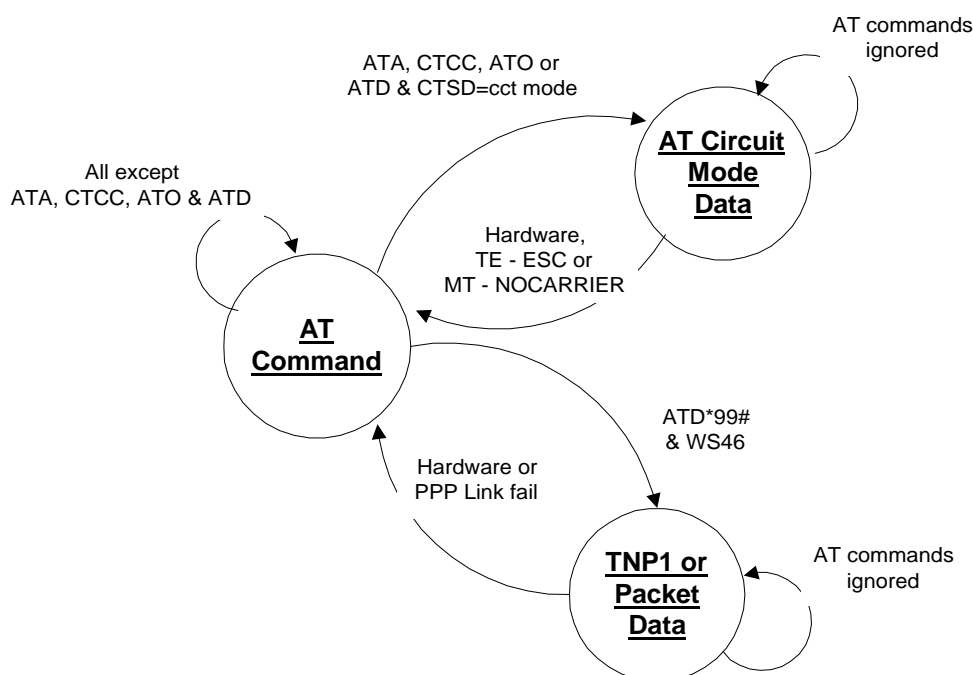 AT commands
ignored
ATA, CTCC, ATO or
ATD & CTSD=cct mode
AT Circuit
Mode
Data
All except
ATA, CTCC, ATO & ATD
Hardware,
TE - ESC or
MT - NOCARRIER
AT
Command
ATD*99#
& WS46
Hardware or
PPP Link fail
TNP1 or
Packet
Data
AT commands
ignored